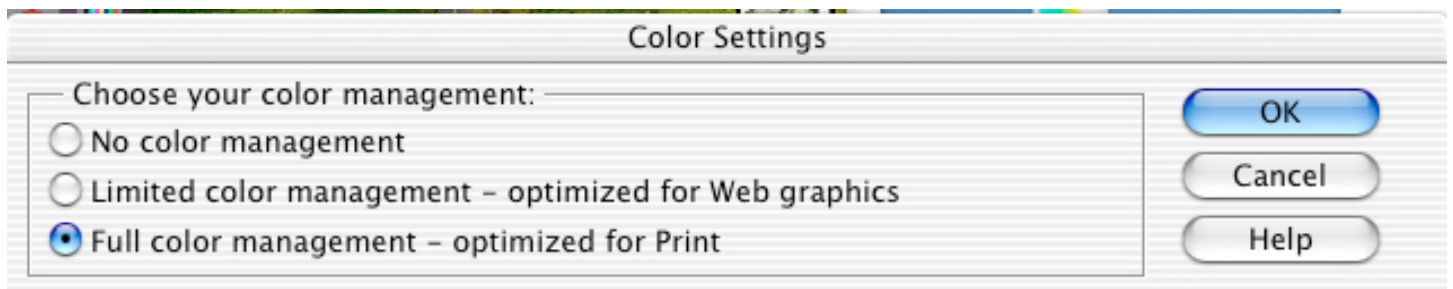 Color Settings
Choose your color management:
No color management
Limited color management – optimized for Web graphics
Full color management – optimized for Print
OK
Cancel
Help